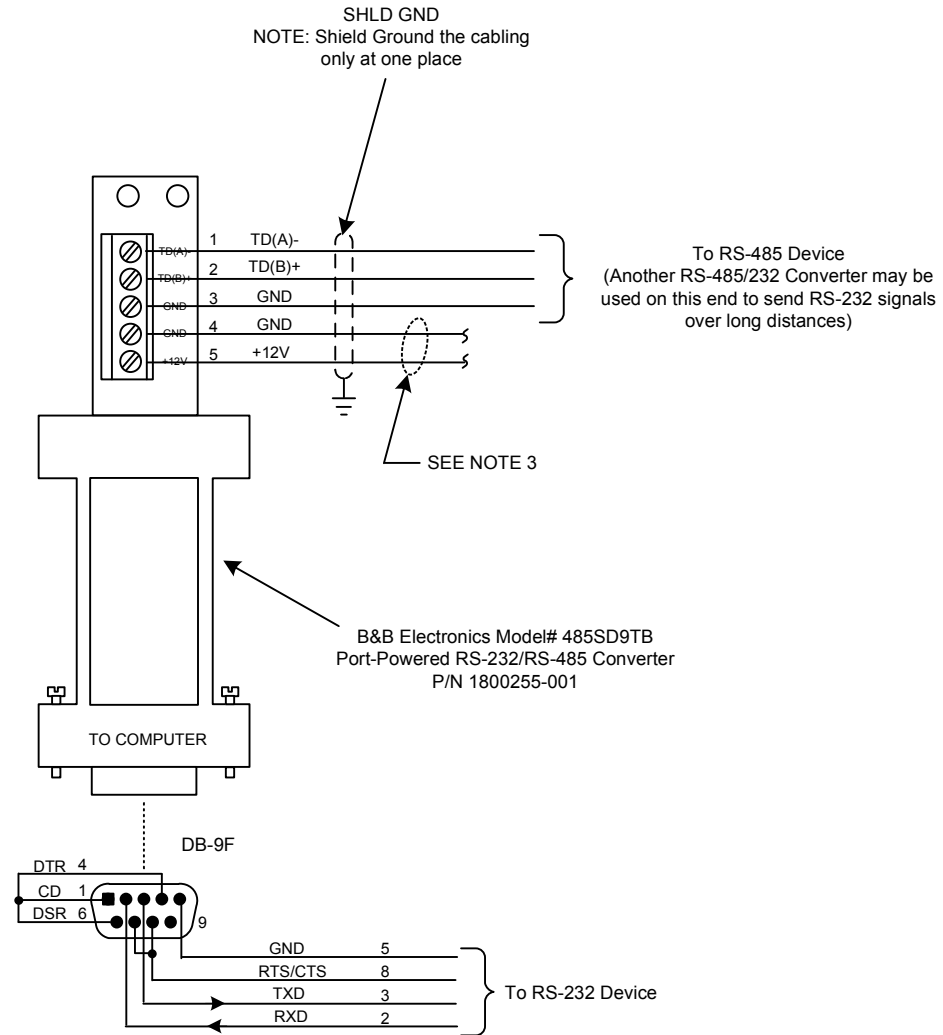 SHLD GND
NOTE: Shield Ground the cabling
only at one place
TD(A)- 1 TD(A)-
TD(B)+ 2 TD(B)+
GND 3 GND
GND 4 GND
+12V 5 +12V
To RS-485 Device
(Another RS-485/232 Converter may be
used on this end to send RS-232 signals
over long distances)
SEE NOTE 3
B&B Electronics Model# 485SD9TB
Port-Powered RS-232/RS-485 Converter
P/N 1800255-001
TO COMPUTER
DB-9F
DTR 4
CD 1
DSR 6
9
GND 5
RTS/CTS 8
TXD 3
RXD 2
To RS-232 Device